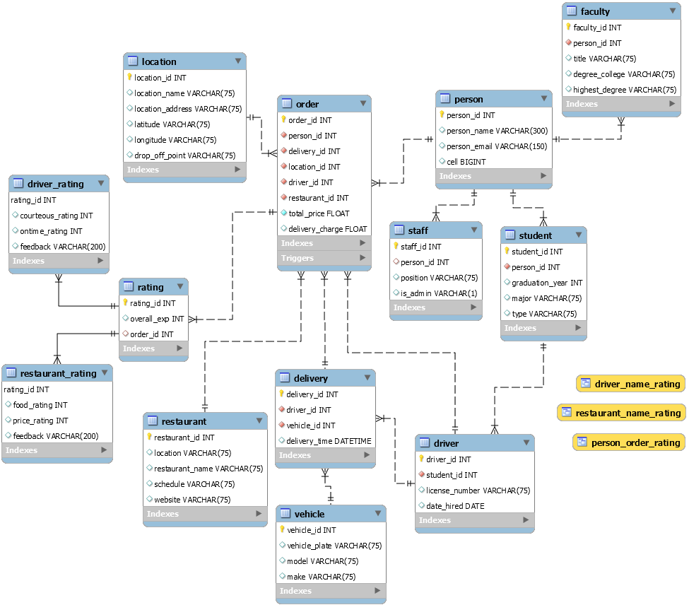 faculty
faculty_id INT
person_id INT
title VARCHAR(75)
degree_college VARCHAR(75)
highest_degree VARCHAR(75)
Indexes
location
location_id INT
location_name VARCHAR(75)
location_address VARCHAR(75)
latitude VARCHAR(75)
longitude VARCHAR(75)
drop_off_point VARCHAR(75)
Indexes
order
order_id INT
person_id INT
delivery_id INT
location_id INT
driver_id INT
restaurant_id INT
total_price FLOAT
delivery_charge FLOAT
Indexes
Triggers
person
person_id INT
person_name VARCHAR(300)
person_email VARCHAR(150)
cell BIGINT
Indexes
driver_rating
rating_id INT
courteous_rating INT
ontime_rating INT
feedback VARCHAR(200)
Indexes
staff
staff_id INT
person_id INT
position VARCHAR(75)
is_admin VARCHAR(1)
Indexes
student
student_id INT
person_id INT
graduation_year INT
major VARCHAR(75)
type VARCHAR(75)
Indexes
rating
rating_id INT
overall_exp INT
order_id INT
Indexes
restaurant_rating
rating_id INT
food_rating INT
price_rating INT
feedback VARCHAR(200)
Indexes
delivery
delivery_id INT
driver_id INT
vehicle_id INT
delivery_time DATETIME
Indexes
driver_name_rating
restaurant_name_rating
person_order_rating
restaurant
restaurant_id INT
location VARCHAR(75)
restaurant_name VARCHAR(75)
schedule VARCHAR(75)
website VARCHAR(75)
Indexes
driver
driver_id INT
student_id INT
license_number VARCHAR(75)
date_hired DATE
Indexes
vehicle
vehicle_id INT
vehicle_plate VARCHAR(75)
model VARCHAR(75)
make VARCHAR(75)
Indexes